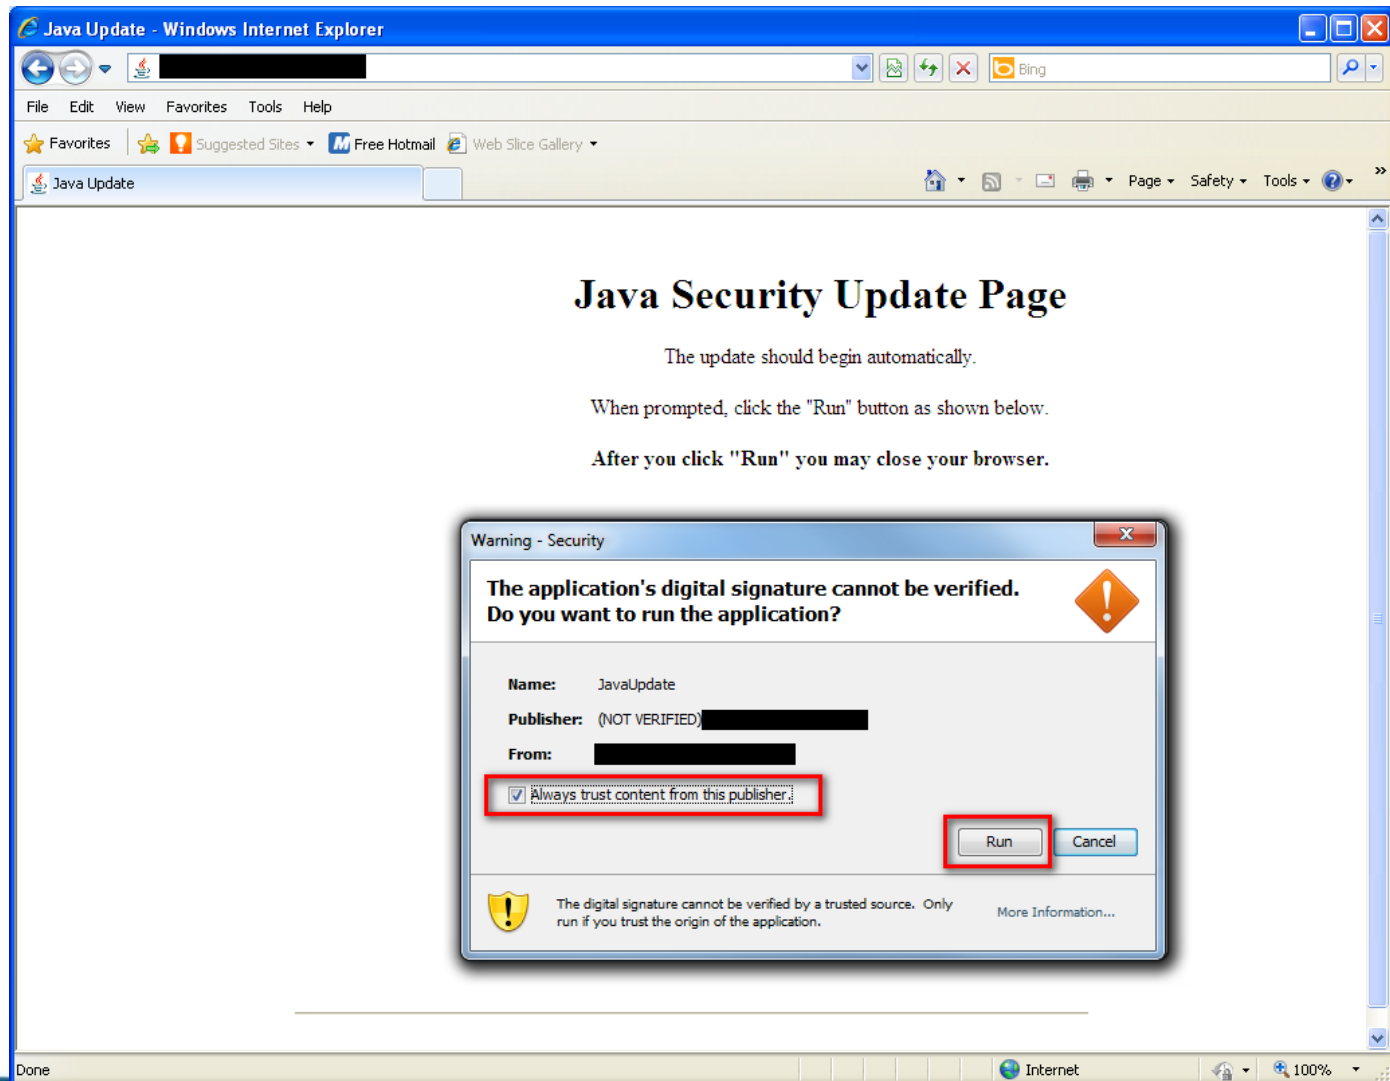 Java Update - Windows Internet Explorer
Bing
File Edit View Favorites Tools Help
Favorites Suggested Sites Free Hotmail Web Slice Gallery
Java Update Page Safety Tools »
Java Security Update Page
The update should begin automatically.
When prompted, click the "Run" button as shown below.
After you click "Run" you may close your browser.
Warning - Security
The application's digital signature cannot be verified.
Do you want to run the application?
Name: JavaUpdate
Publisher: (NOT VERIFIED)
From:
Always trust content from this publisher.
Run Cancel
The digital signature cannot be verified by a trusted source. Only
run if you trust the origin of the application.
More Information...
Done Internet 100%